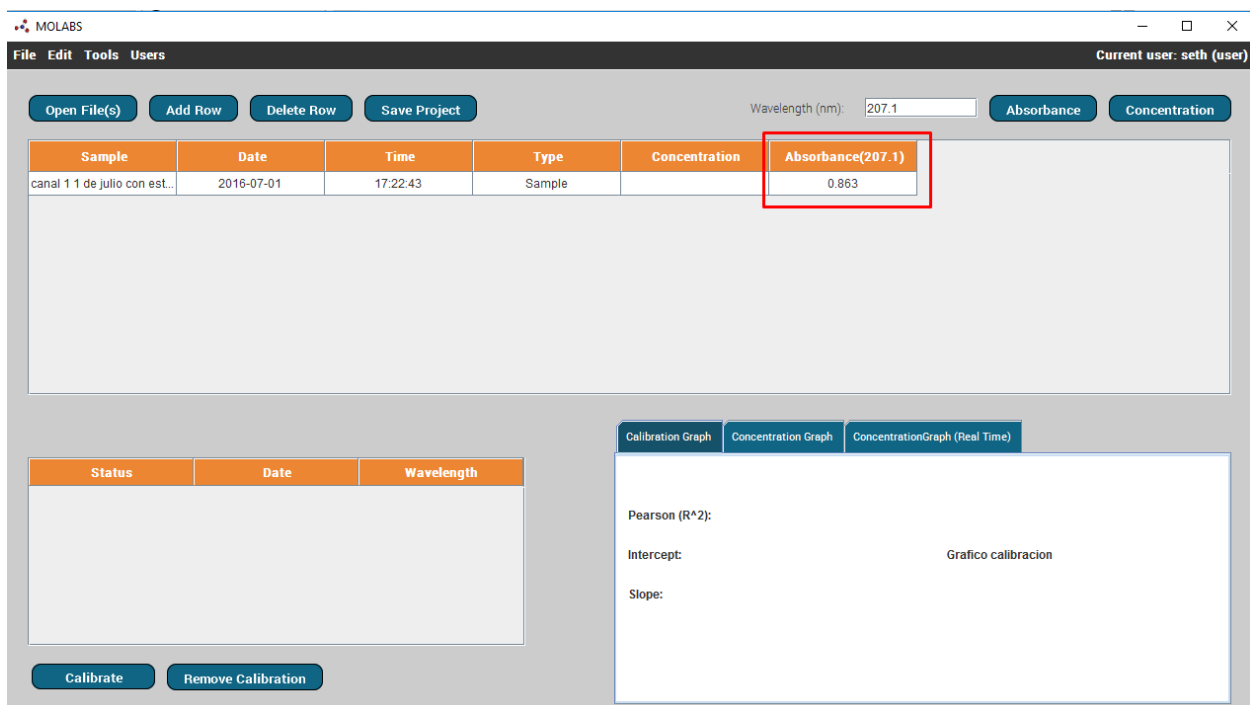 MOLABS
File Edit Tools Users Current user: seth (user)
Open File(s) Add Row Delete Row Save Project Wavelength (nm): 207.1 Absorbance Concentration
Sample Date Time Type Concentration Absorbance(207.1)
canal 1 1 de julio con est... 2016-07-01 17:22:43 Sample 0.863
Calibration Graph Concentration Graph ConcentrationGraph (Real Time)
Status Date Wavelength
Pearson (R^2):
Intercept: Grafico calibracion
Slope:
Calibrate Remove Calibration